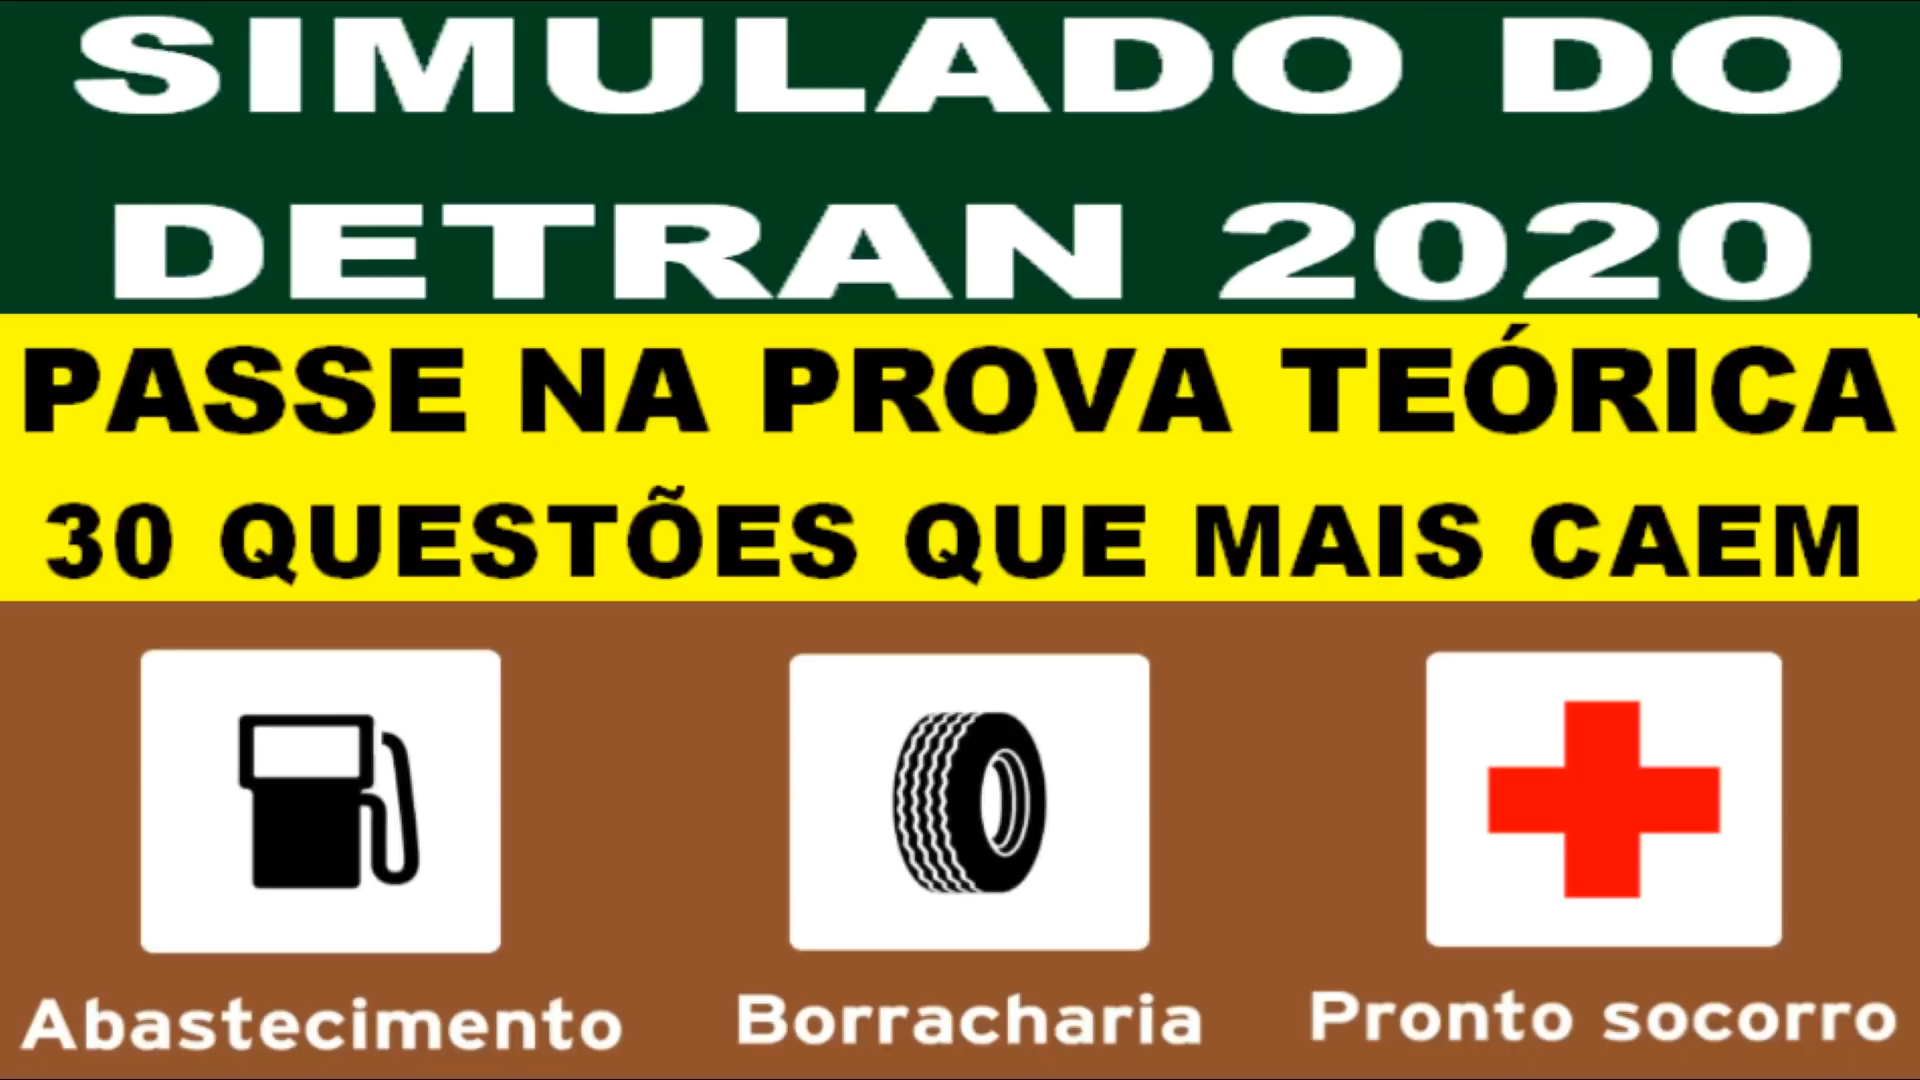 SIMULADO DO
DETRAN 2020
PASSE NA PROVA TEÓRICA
30 QUESTÕES QUE MAIS CAEM
Abastecimento
Borracharia
Pronto socorro